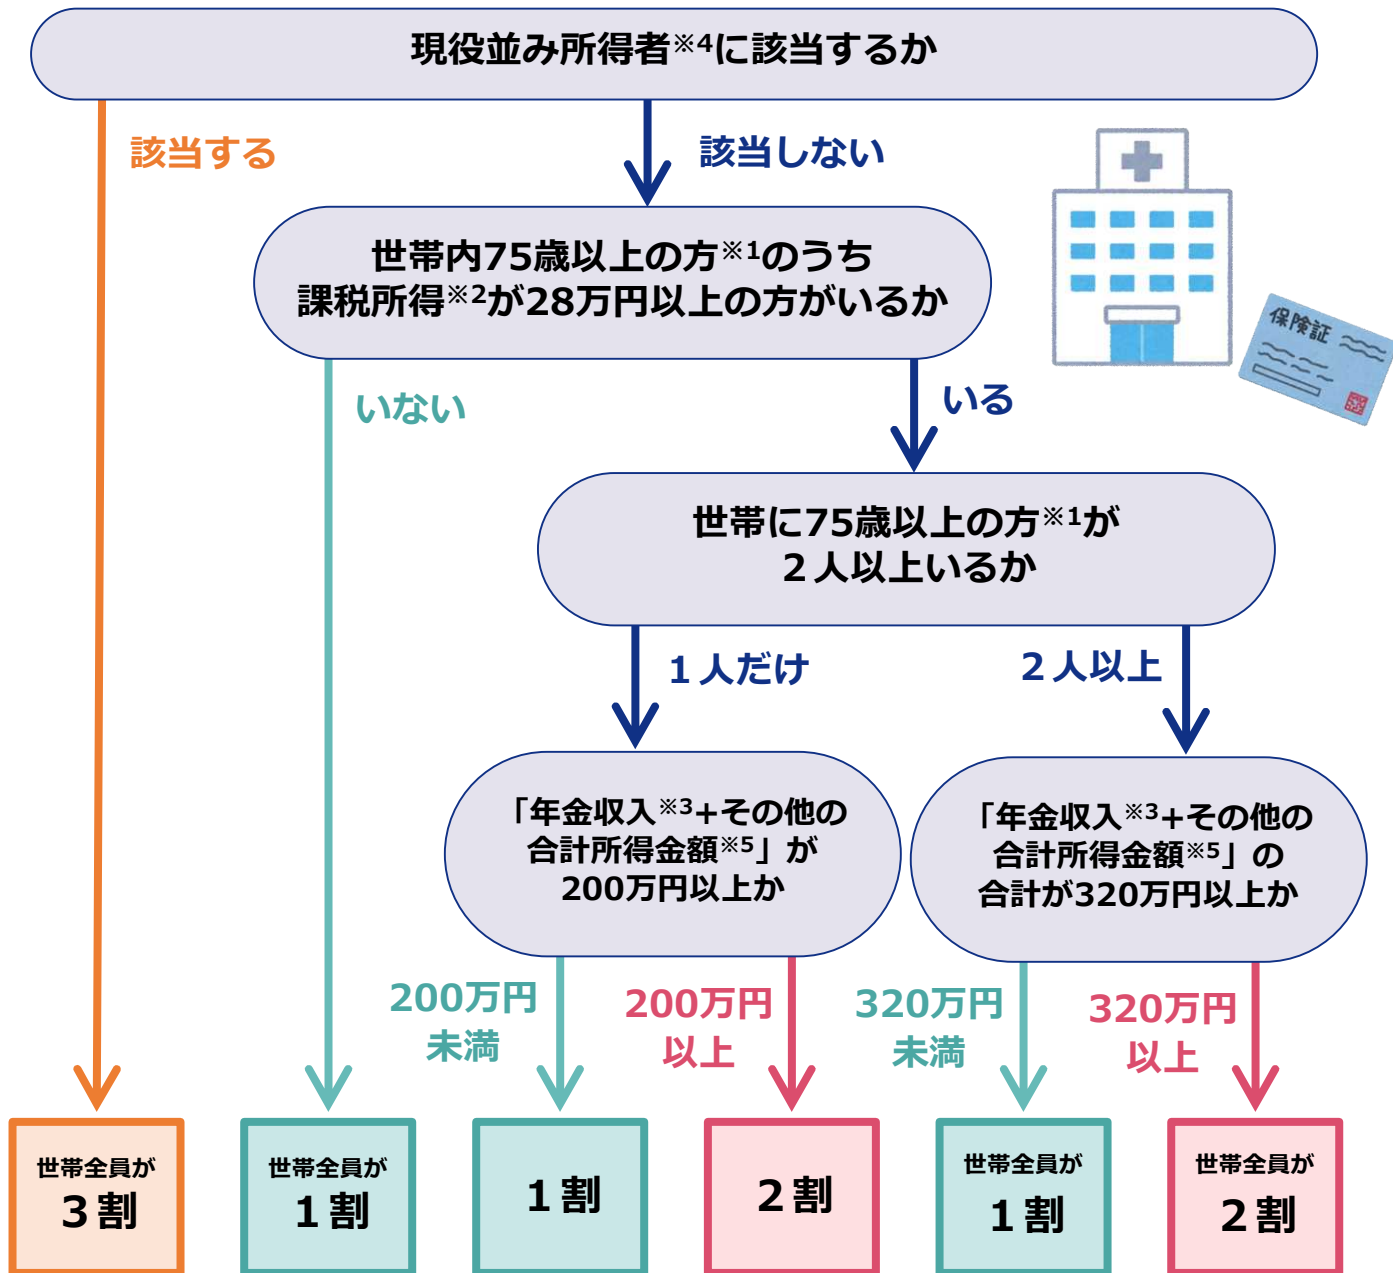 現役並み所得者※4に該当するか
該当する
該当しない
世帯内75歳以上の方※1のうち
課税所得※2が28万円以上の方がいるか
保険証
いない
いる
世帯に75歳以上の方※1が
２人以上いるか
１人だけ
２人以上
「年金収入※3+その他の
合計所得金額※5」が
200万円以上か
「年金収入※3+その他の
合計所得金額※5」の
合計が320万円以上か
200万円
未満
200万円
以上
320万円
未満
320万円
以上
世帯全員が
３割
世帯全員が
１割
１割
２割
世帯全員が
１割
世帯全員が
２割